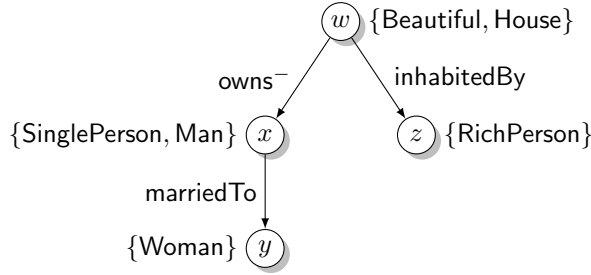 w {Beautiful, House}
owns⁻ inhabitedBy
{SinglePerson, Man} x z {RichPerson}
marriedTo
{Woman} y